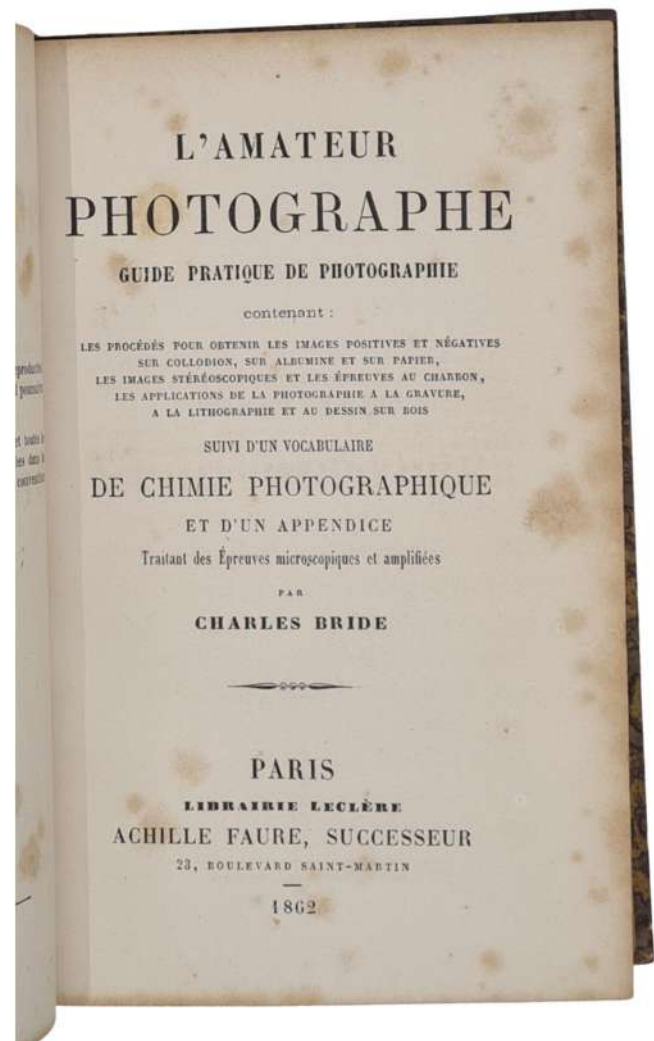 L'AMATEUR
PHOTOGRAPHE
GUIDE PRATIQUE DE PHOTOGRAPHIE
contenant :
LES PROCÉDÉS POUR OBTENIR LES IMAGES POSITIVES ET NÉGATIVES
SUR COLLODION, SUR ALBUMINE ET SUR PAPIER,
LES IMAGES STÉRÉOSCOPIQUES ET LES ÉPREUVES AU CHARBON,
LES APPLICATIONS DE LA PHOTOGRAPHIE A LA GRAVURE,
A LA LITHOGRAPHIE ET AU DESSIN SUR BOIS
SUIVI D'UN VOCABULAIRE
DE CHIMIE PHOTOGRAPHIQUE
ET D'UN APPENDICE
Traitant des Épreuves microscopiques et amplifiées
PAR
CHARLES BRIDE
PARIS
LIBRAIRIE LECLÈRE
ACHILLE FAURE, SUCCESSEUR
23, BOULEVARD SAINT-MARTIN
1862